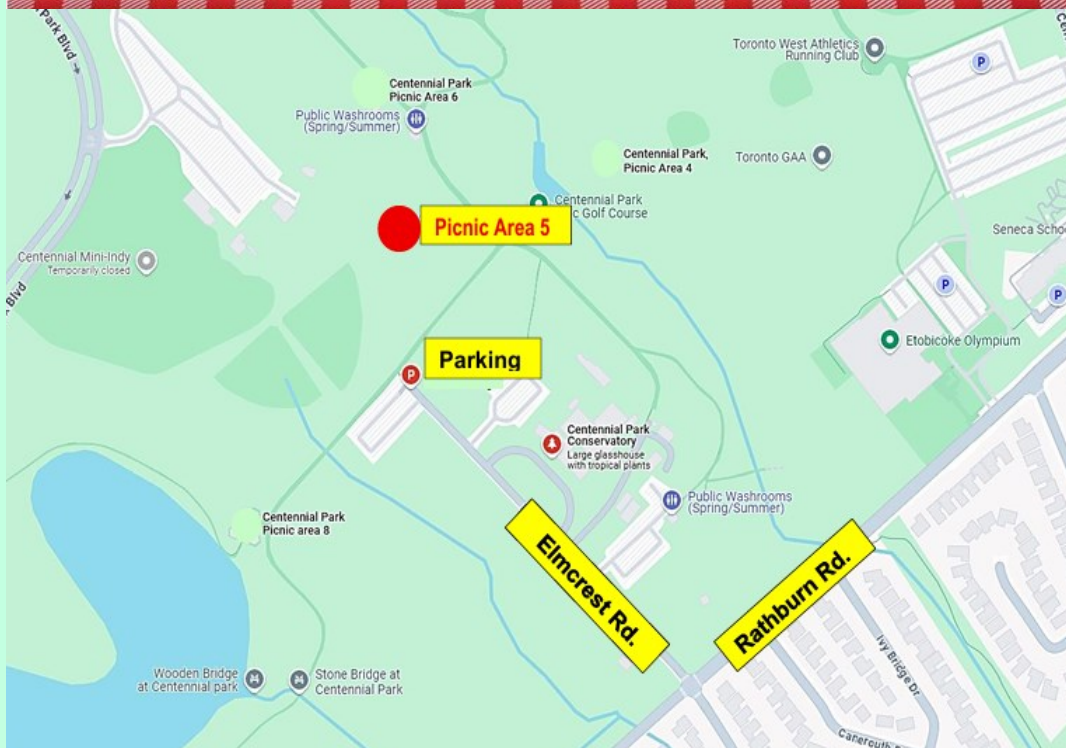 Park Blvd
Toronto West Athletics
Running Club
P
Centennial Park
Picnic Area 6
Public Washrooms
(Spring/Summer)
Centennial Park,
Picnic Area 4
Toronto GAA
Centennial Park
Golf Course
Picnic Area 5
Seneca Schoo
Centennial Mini-Indy
Temporarily closed
Blvd
P
P
Etobicoke Olympium
Parking
P
Centennial Park
Conservatory
Large glasshouse
with tropical plants
Public Washrooms
(Spring/Summer)
Centennial Park
Picnic area 8
Elmcrest Rd.
Rathburn Rd.
Ivy Bridge Dr
Wooden Bridge
at Centennial park
Stone Bridge at
Centennial Park